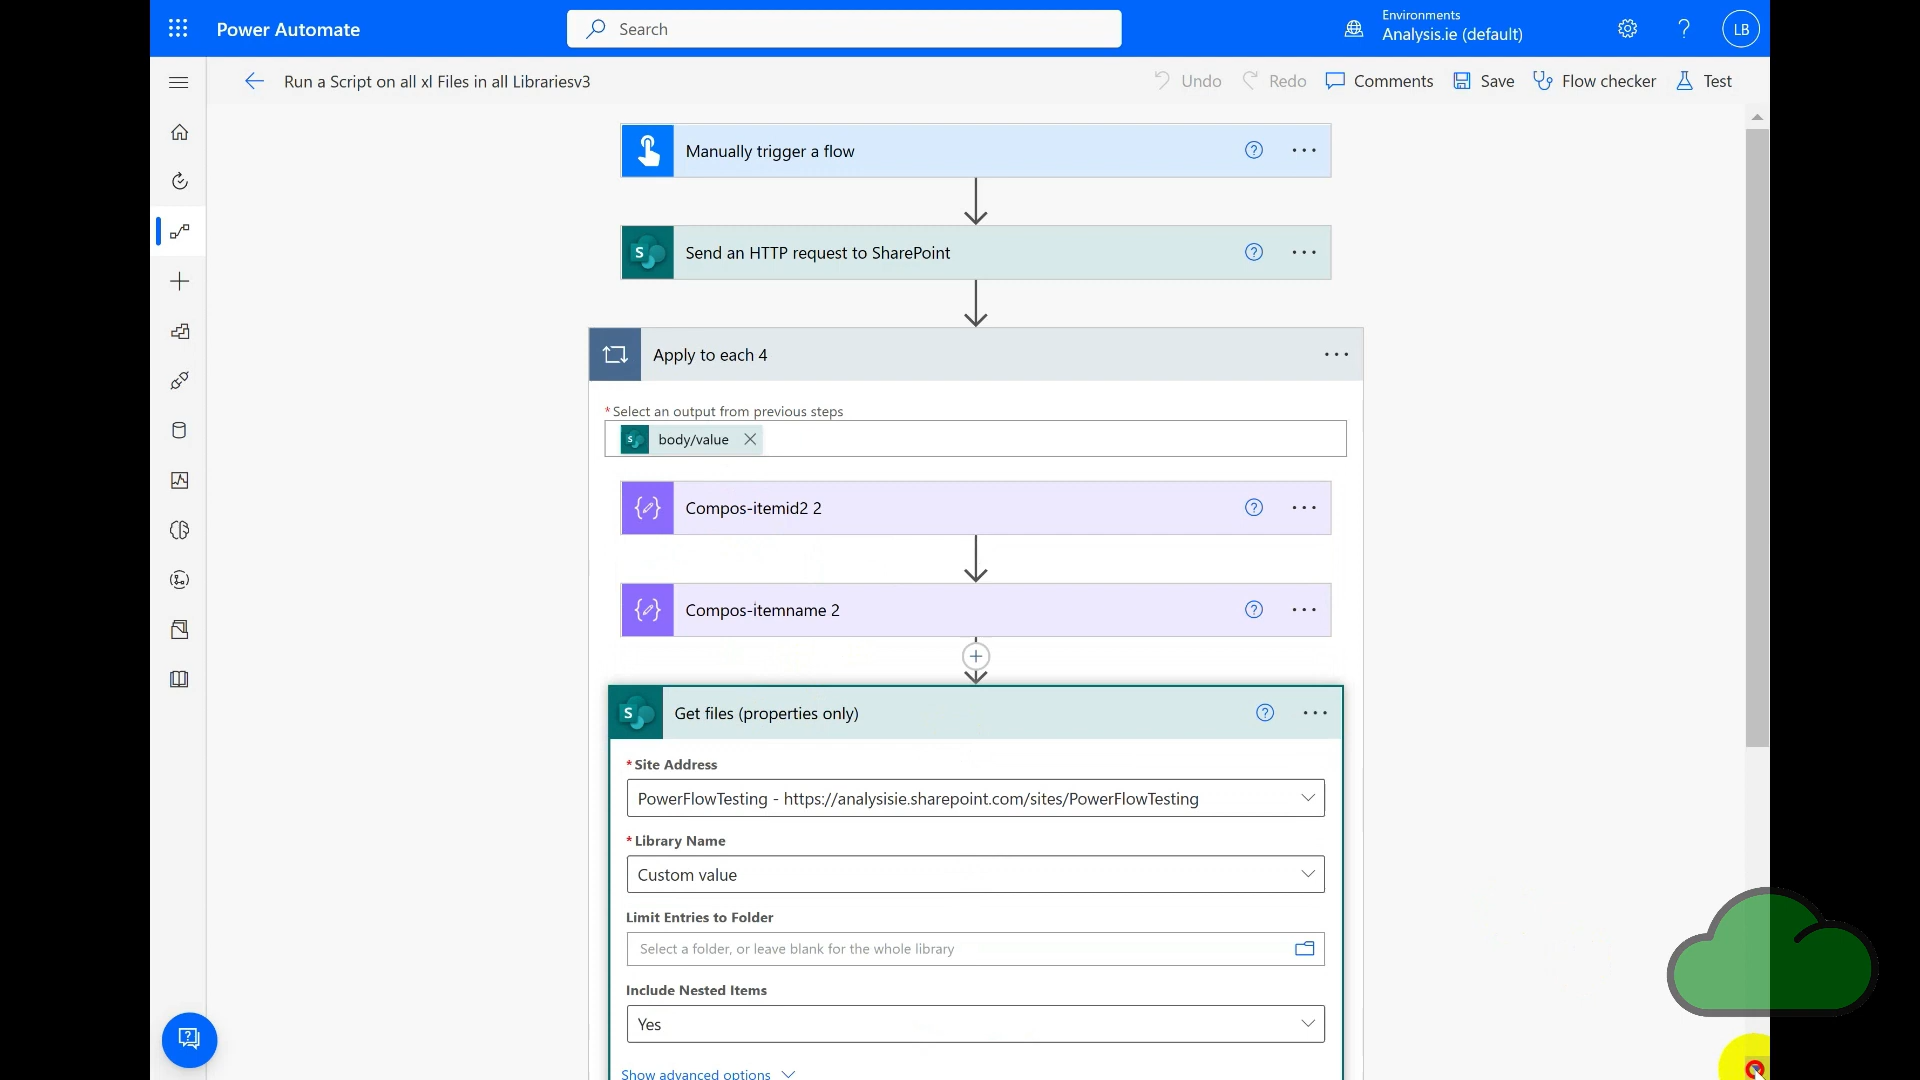 Power Automate
Search
Environments
Analysis.ie (default)
LB
Run a Script on all xl Files in all Librariesv3
Undo
Redo
Comments
Save
Flow checker
Test
Manually trigger a flow
S
Send an HTTP request to SharePoint
Apply to each 4
* Select an output from previous steps
S
body/value
Compos-itemid2 2
Compos-itemname 2
S
Get files (properties only)
* Site Address
PowerFlowTesting - https://analysisie.sharepoint.com/sites/PowerFlowTesting
* Library Name
Custom value
Limit Entries to Folder
Select a folder, or leave blank for the whole library
Include Nested Items
Yes
Show advanced options